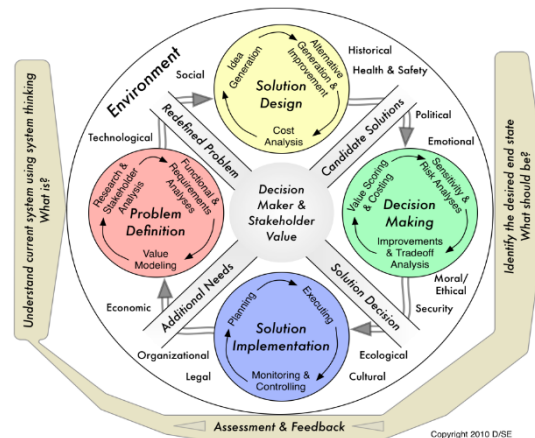 Environment
Social
Historical
Health & Safety
Political
Emotional
Technological
Moral/
Ethical
Security
Economic
Organizational
Legal
Ecological
Cultural
Idea
Generation
Alternative
Generation &
Improvement
Solution
Design
Cost
Analysis
Redefined Problem
Candidate Solutions
Research &
Stakeholder
Analysis
Functional &
Requirements
Analyses
Problem
Definition
Value
Modeling
Decision
Maker &
Stakeholder
Value
Value Scoring
& Costing
Sensitivity &
Risk Analyses
Decision
Making
Improvements
& Tradeoff
Analysis
Additional Needs
Solution Decision
Planning
Executing
Solution
Implementation
Monitoring &
Controlling
Understand current system using system thinking
What is?
Identify the desired end state
What should be?
Assessment & Feedback
Copyright 2010 D/SE